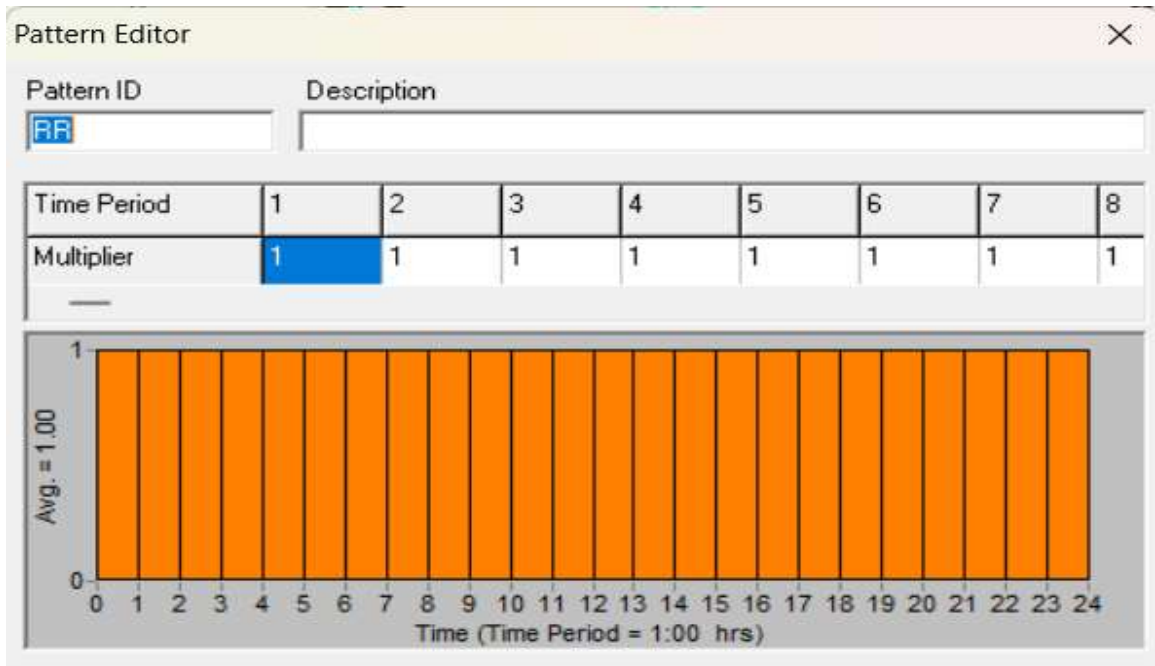 Pattern Editor
Pattern ID Description
RR
Time Period 1 2 3 4 5 6 7 8
Multiplier 1 1 1 1 1 1 1 1
1
Avg. = 1.00
0
0 1 2 3 4 5 6 7 8 9 10 11 12 13 14 15 16 17 18 19 20 21 22 23 24
Time (Time Period = 1:00 hrs)